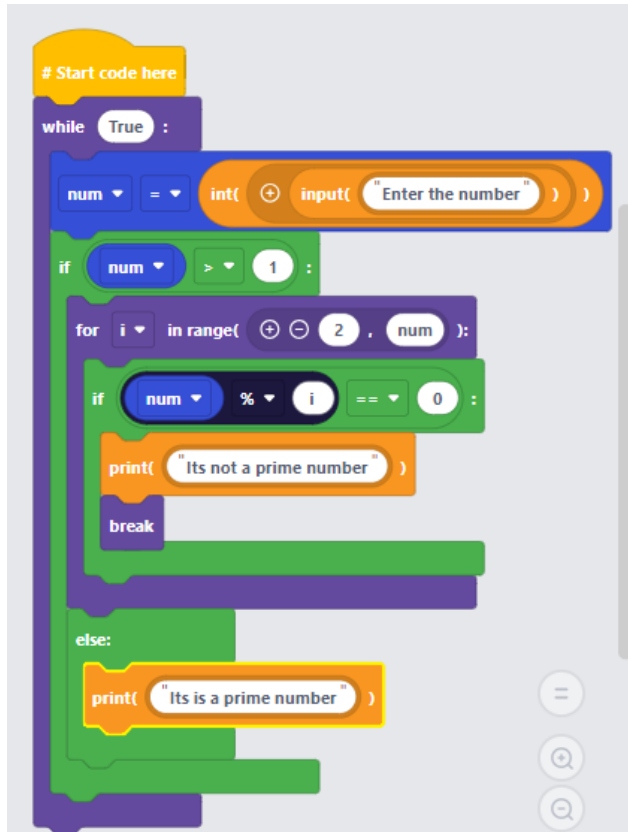 # Start code here
while True :
num = int( input( "Enter the number" ) )
if num > 1 :
for i in range( 2 , num ):
if num % i == 0 :
print( "Its not a prime number" )
break
else:
print( "Its is a prime number" )